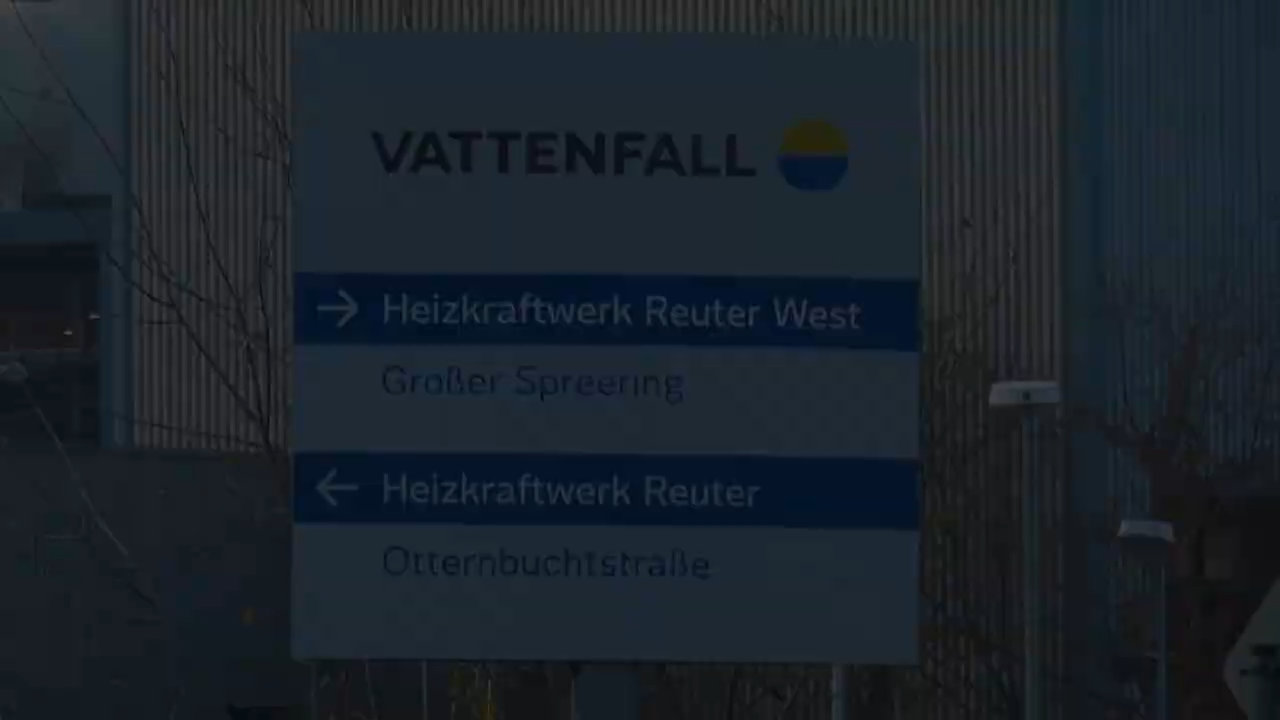 VATTENFALL
→ Heizkraftwerk Reuter West
Großer Spreering
← Heizkraftwerk Reuter
Otternbuchtstraße